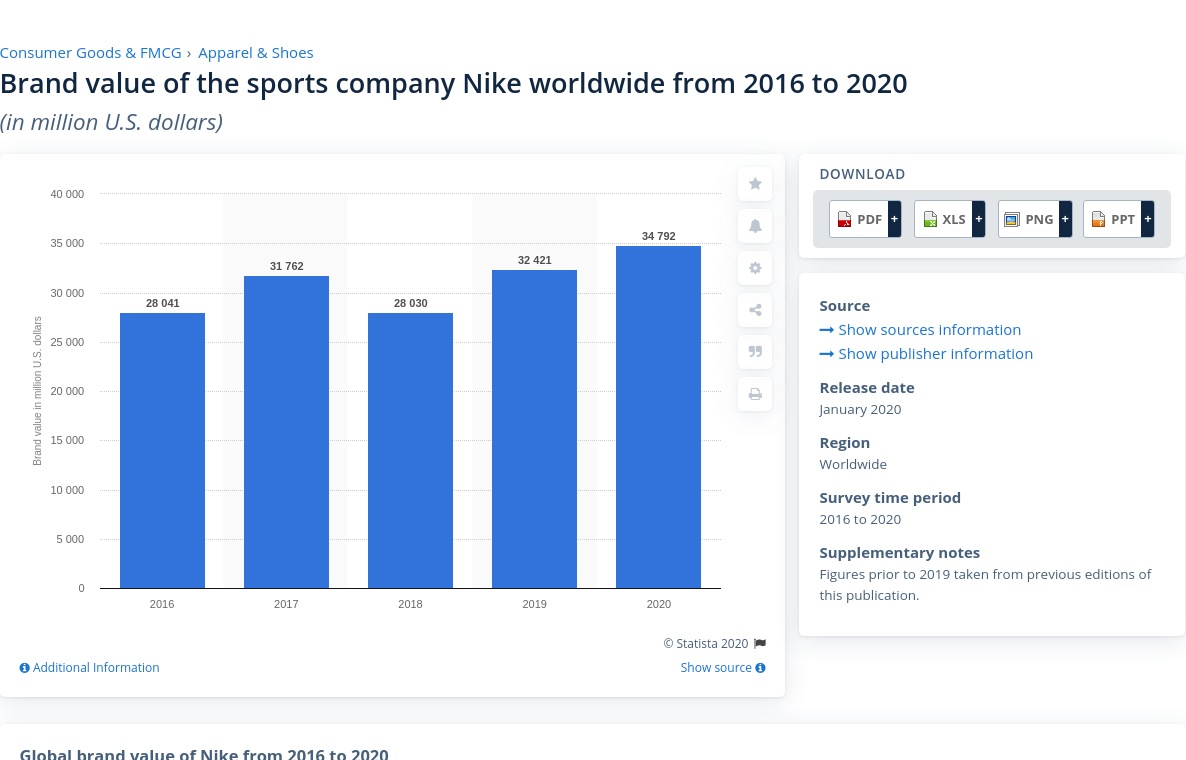 Consumer Goods & FMCG › Apparel & Shoes
Brand value of the sports company Nike worldwide from 2016 to 2020
(in million U.S. dollars)
40 000
35 000
30 000
25 000
20 000
15 000
10 000
5 000
0
Brand value in million U.S. dollars
28 041
31 762
28 030
32 421
34 792
2016
2017
2018
2019
2020
© Statista 2020
Additional Information
Show source
DOWNLOAD
PDF +
XLS +
PNG +
PPT +
Source
Show sources information
Show publisher information
Release date
January 2020
Region
Worldwide
Survey time period
2016 to 2020
Supplementary notes
Figures prior to 2019 taken from previous editions of
this publication.
Global brand value of Nike from 2016 to 2020